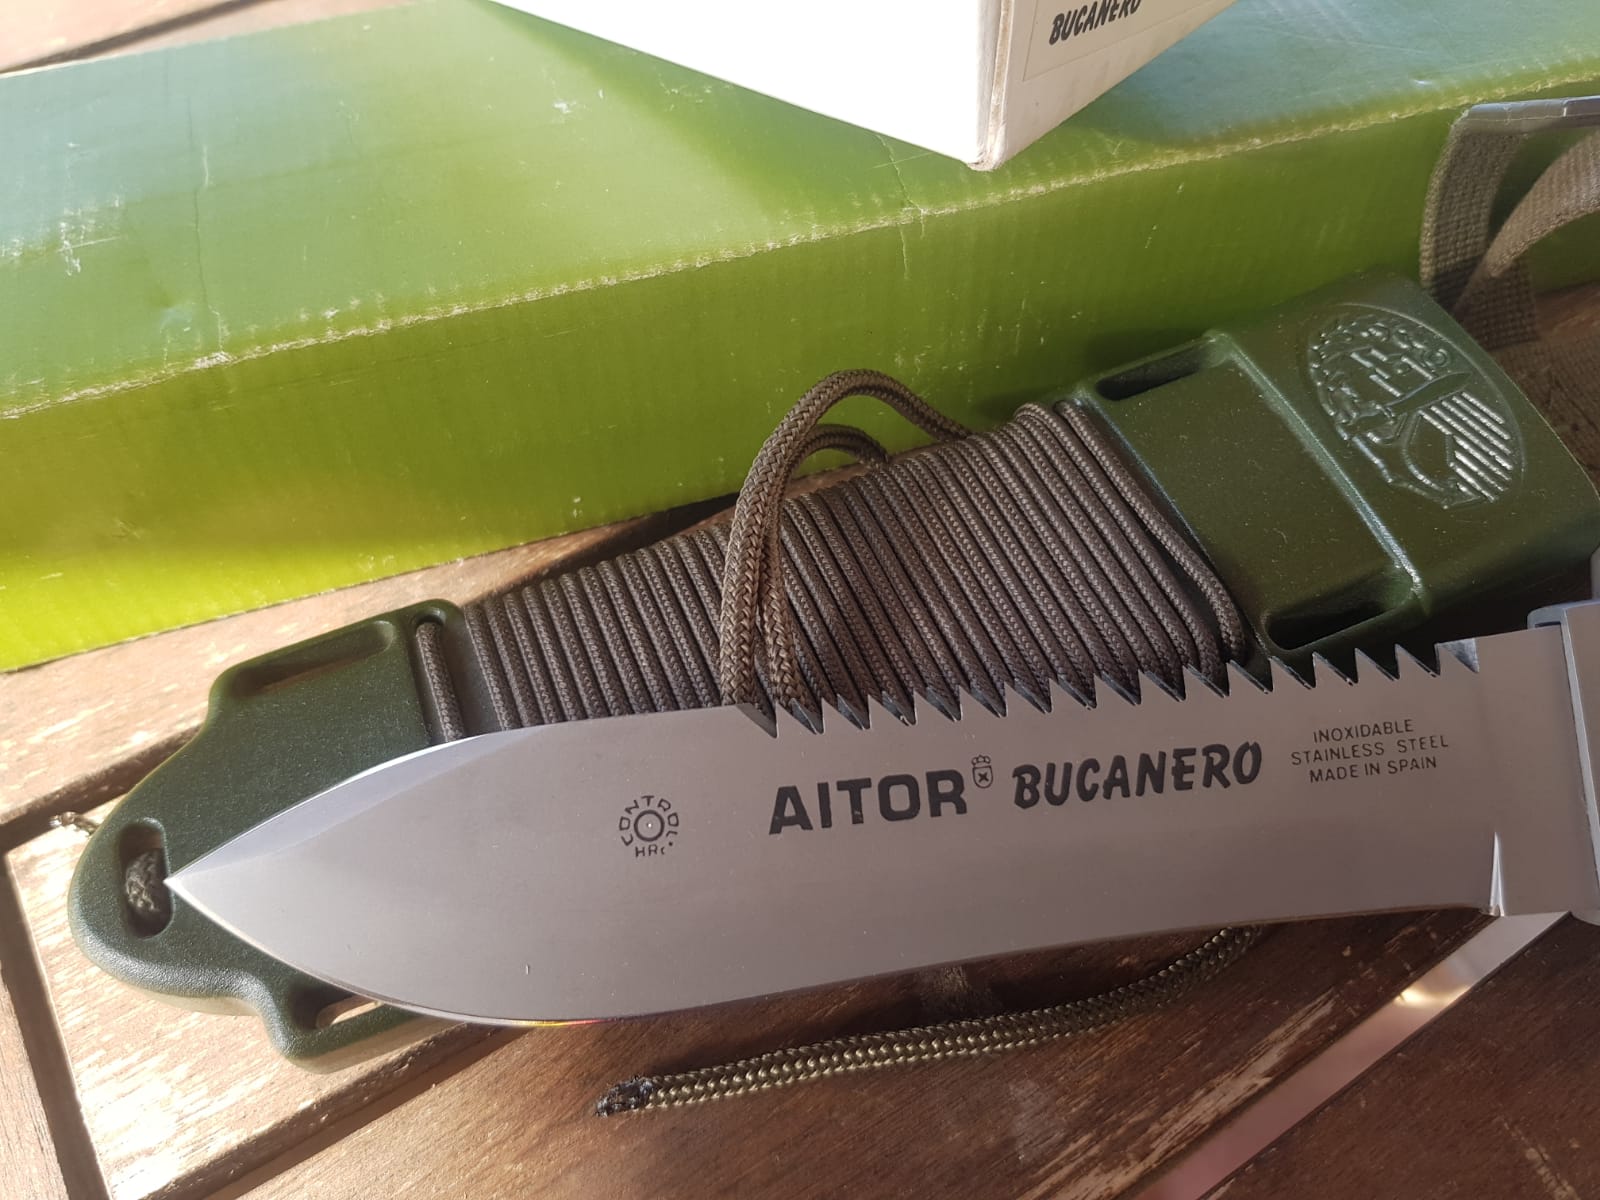 BUCANERO
CONTROL
HRc.
AITOR BUCANERO
INOXIDABLE
STAINLESS STEEL
MADE IN SPAIN